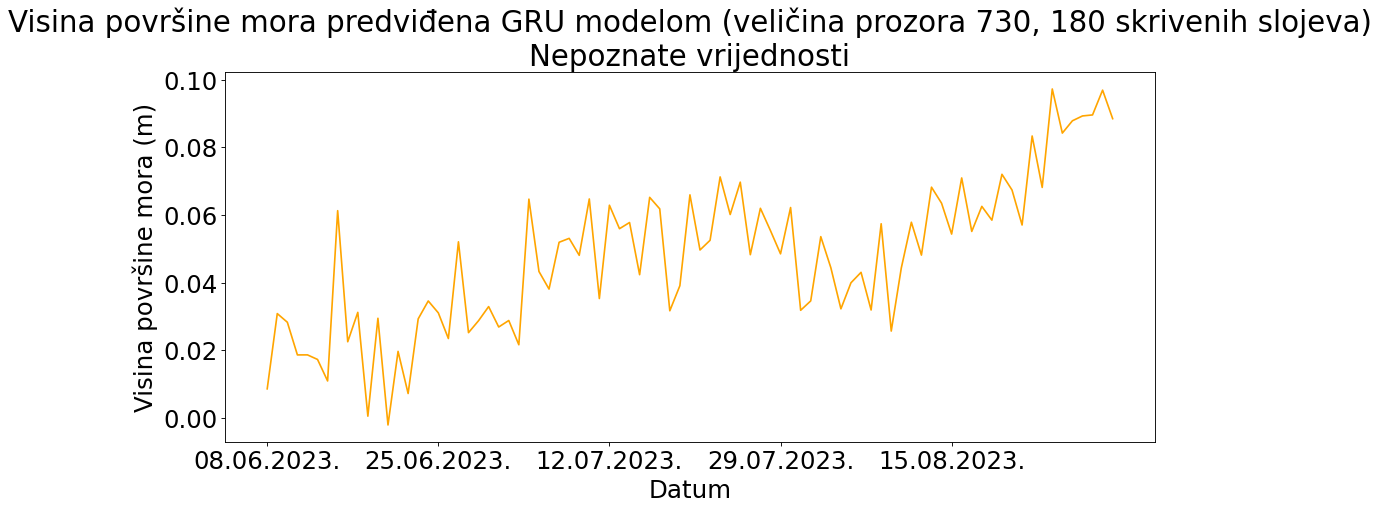 Visina površine mora predviđena GRU modelom (veličina prozora 730, 180 skrivenih slojeva)
Nepoznate vrijednosti
0.10
0.08
0.06
0.04
0.02
0.00
Visina površine mora (m)
08.06.2023. 25.06.2023. 12.07.2023. 29.07.2023. 15.08.2023.
Datum